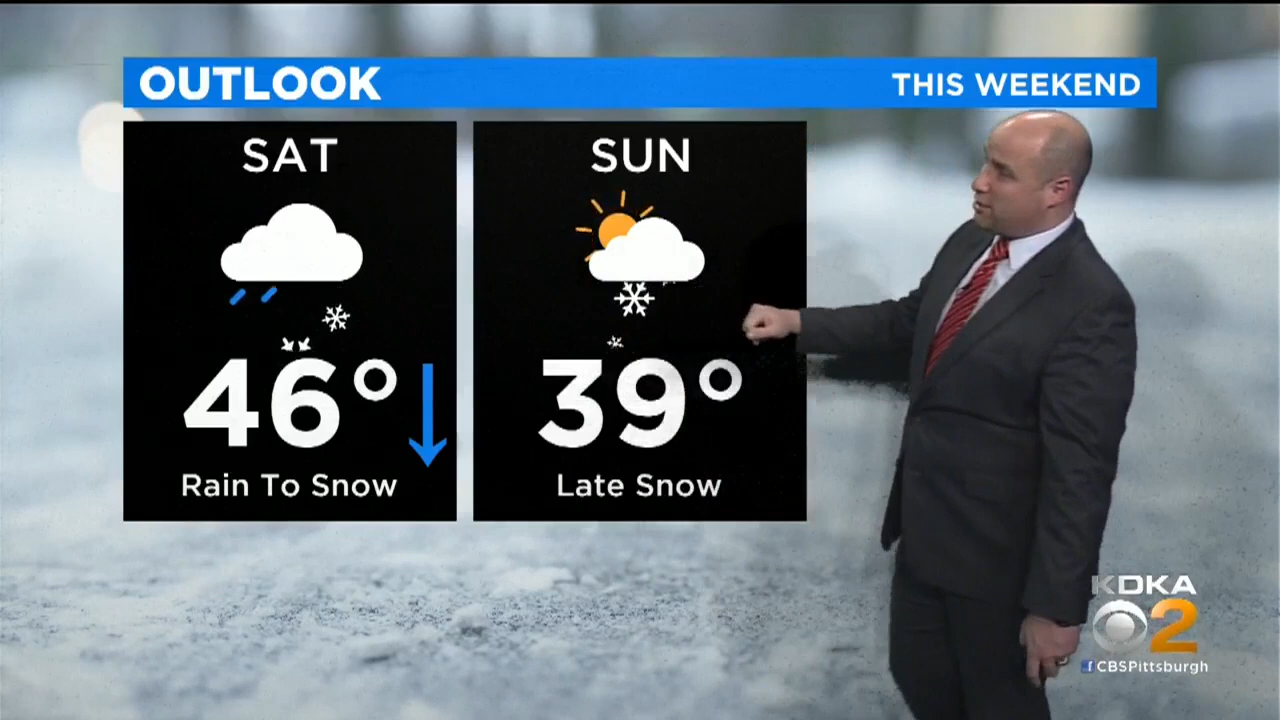 OUTLOOK
THIS WEEKEND
SAT
SUN
46°
39°
Rain To Snow
Late Snow
KDKA
2
f CBSPittsburgh